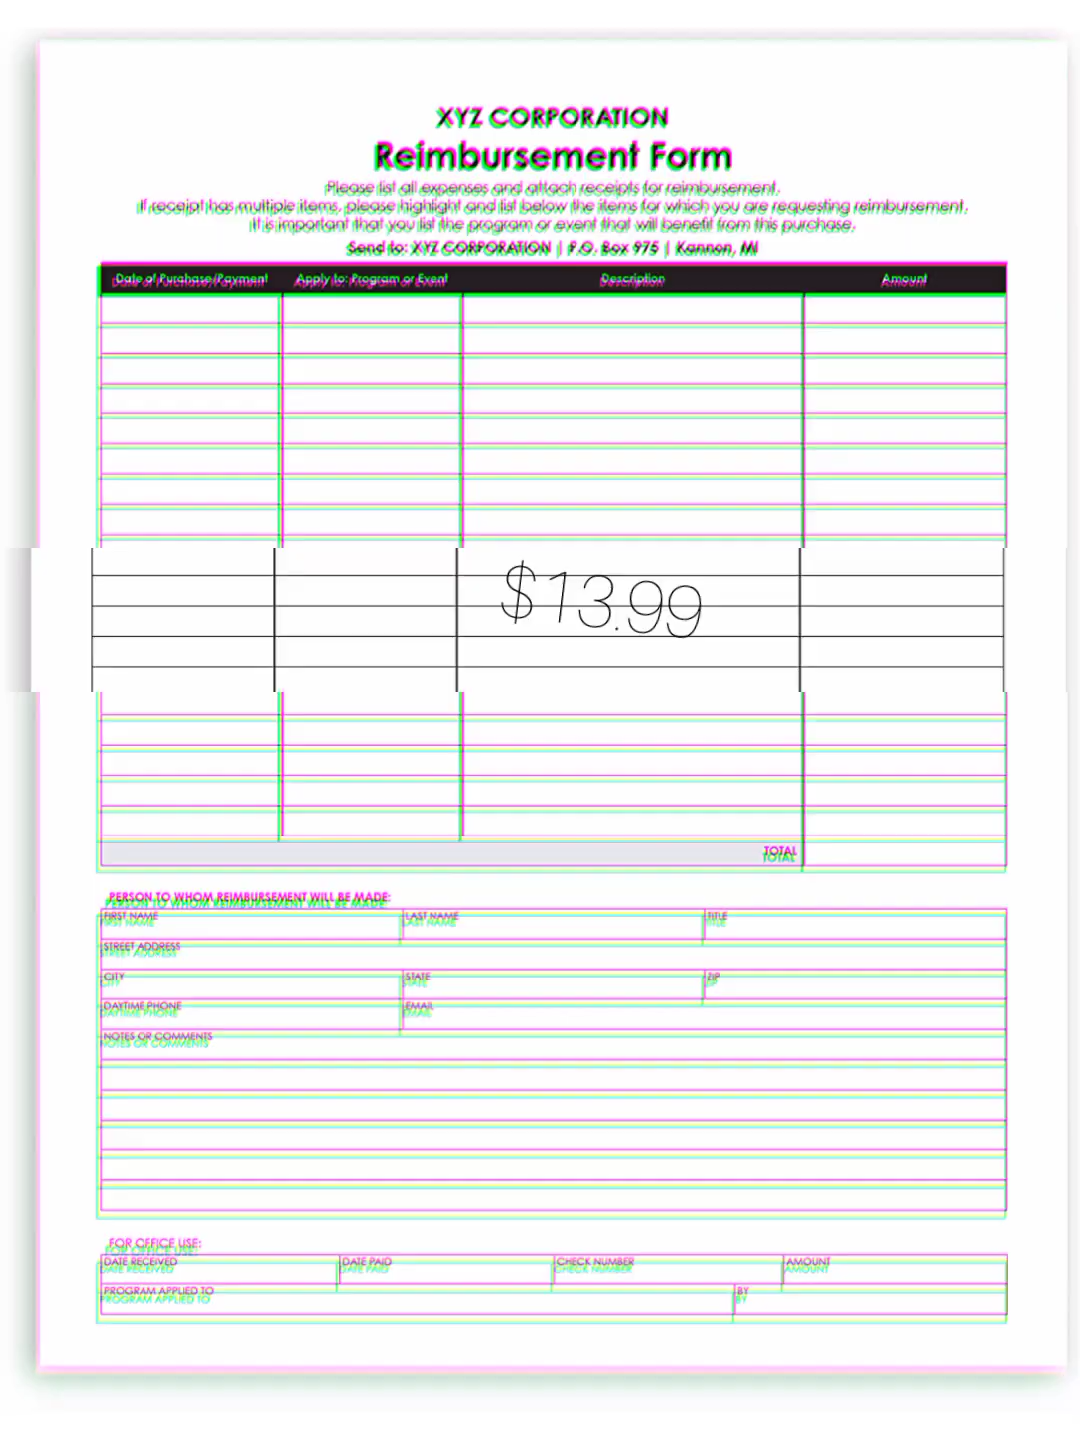 XYZ CORPORATION
Reimbursement Form
Please list all expenses and attach receipts for reimbursement.
If receipt has multiple items, please highlight and list below the items for which you are requesting reimbursement.
It is important that you list the program or event that will benefit from this purchase.
Send to: XYZ CORPORATION | P.O. Box 975 | Kannon, MI
Date of Purchase/Payment Apply to: Program or Event Description Amount
$13.99
TOTAL
PERSON TO WHOM REIMBURSEMENT WILL BE MADE:
FIRST NAME LAST NAME TITLE
STREET ADDRESS
CITY STATE ZIP
DAYTIME PHONE EMAIL
NOTES OR COMMENTS
FOR OFFICE USE:
DATE RECEIVED DATE PAID CHECK NUMBER AMOUNT
PROGRAM APPLIED TO BY